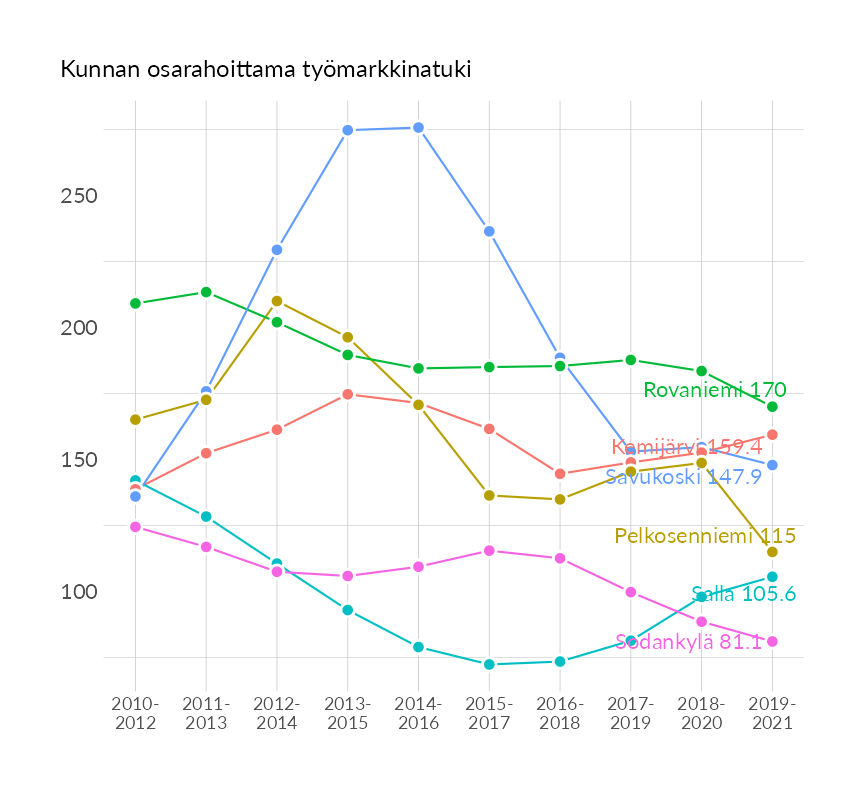 Kunnan osarahoittama työmarkkinatuki
250
200
150
100
Rovaniemi 170
Kemijärvi 159.4
Savukoski 147.9
Pelkosenniemi 115
Salla 105.6
Sodankylä 81.1
2010-2012
2011-2013
2012-2014
2013-2015
2014-2016
2015-2017
2016-2018
2017-2019
2018-2020
2019-2021